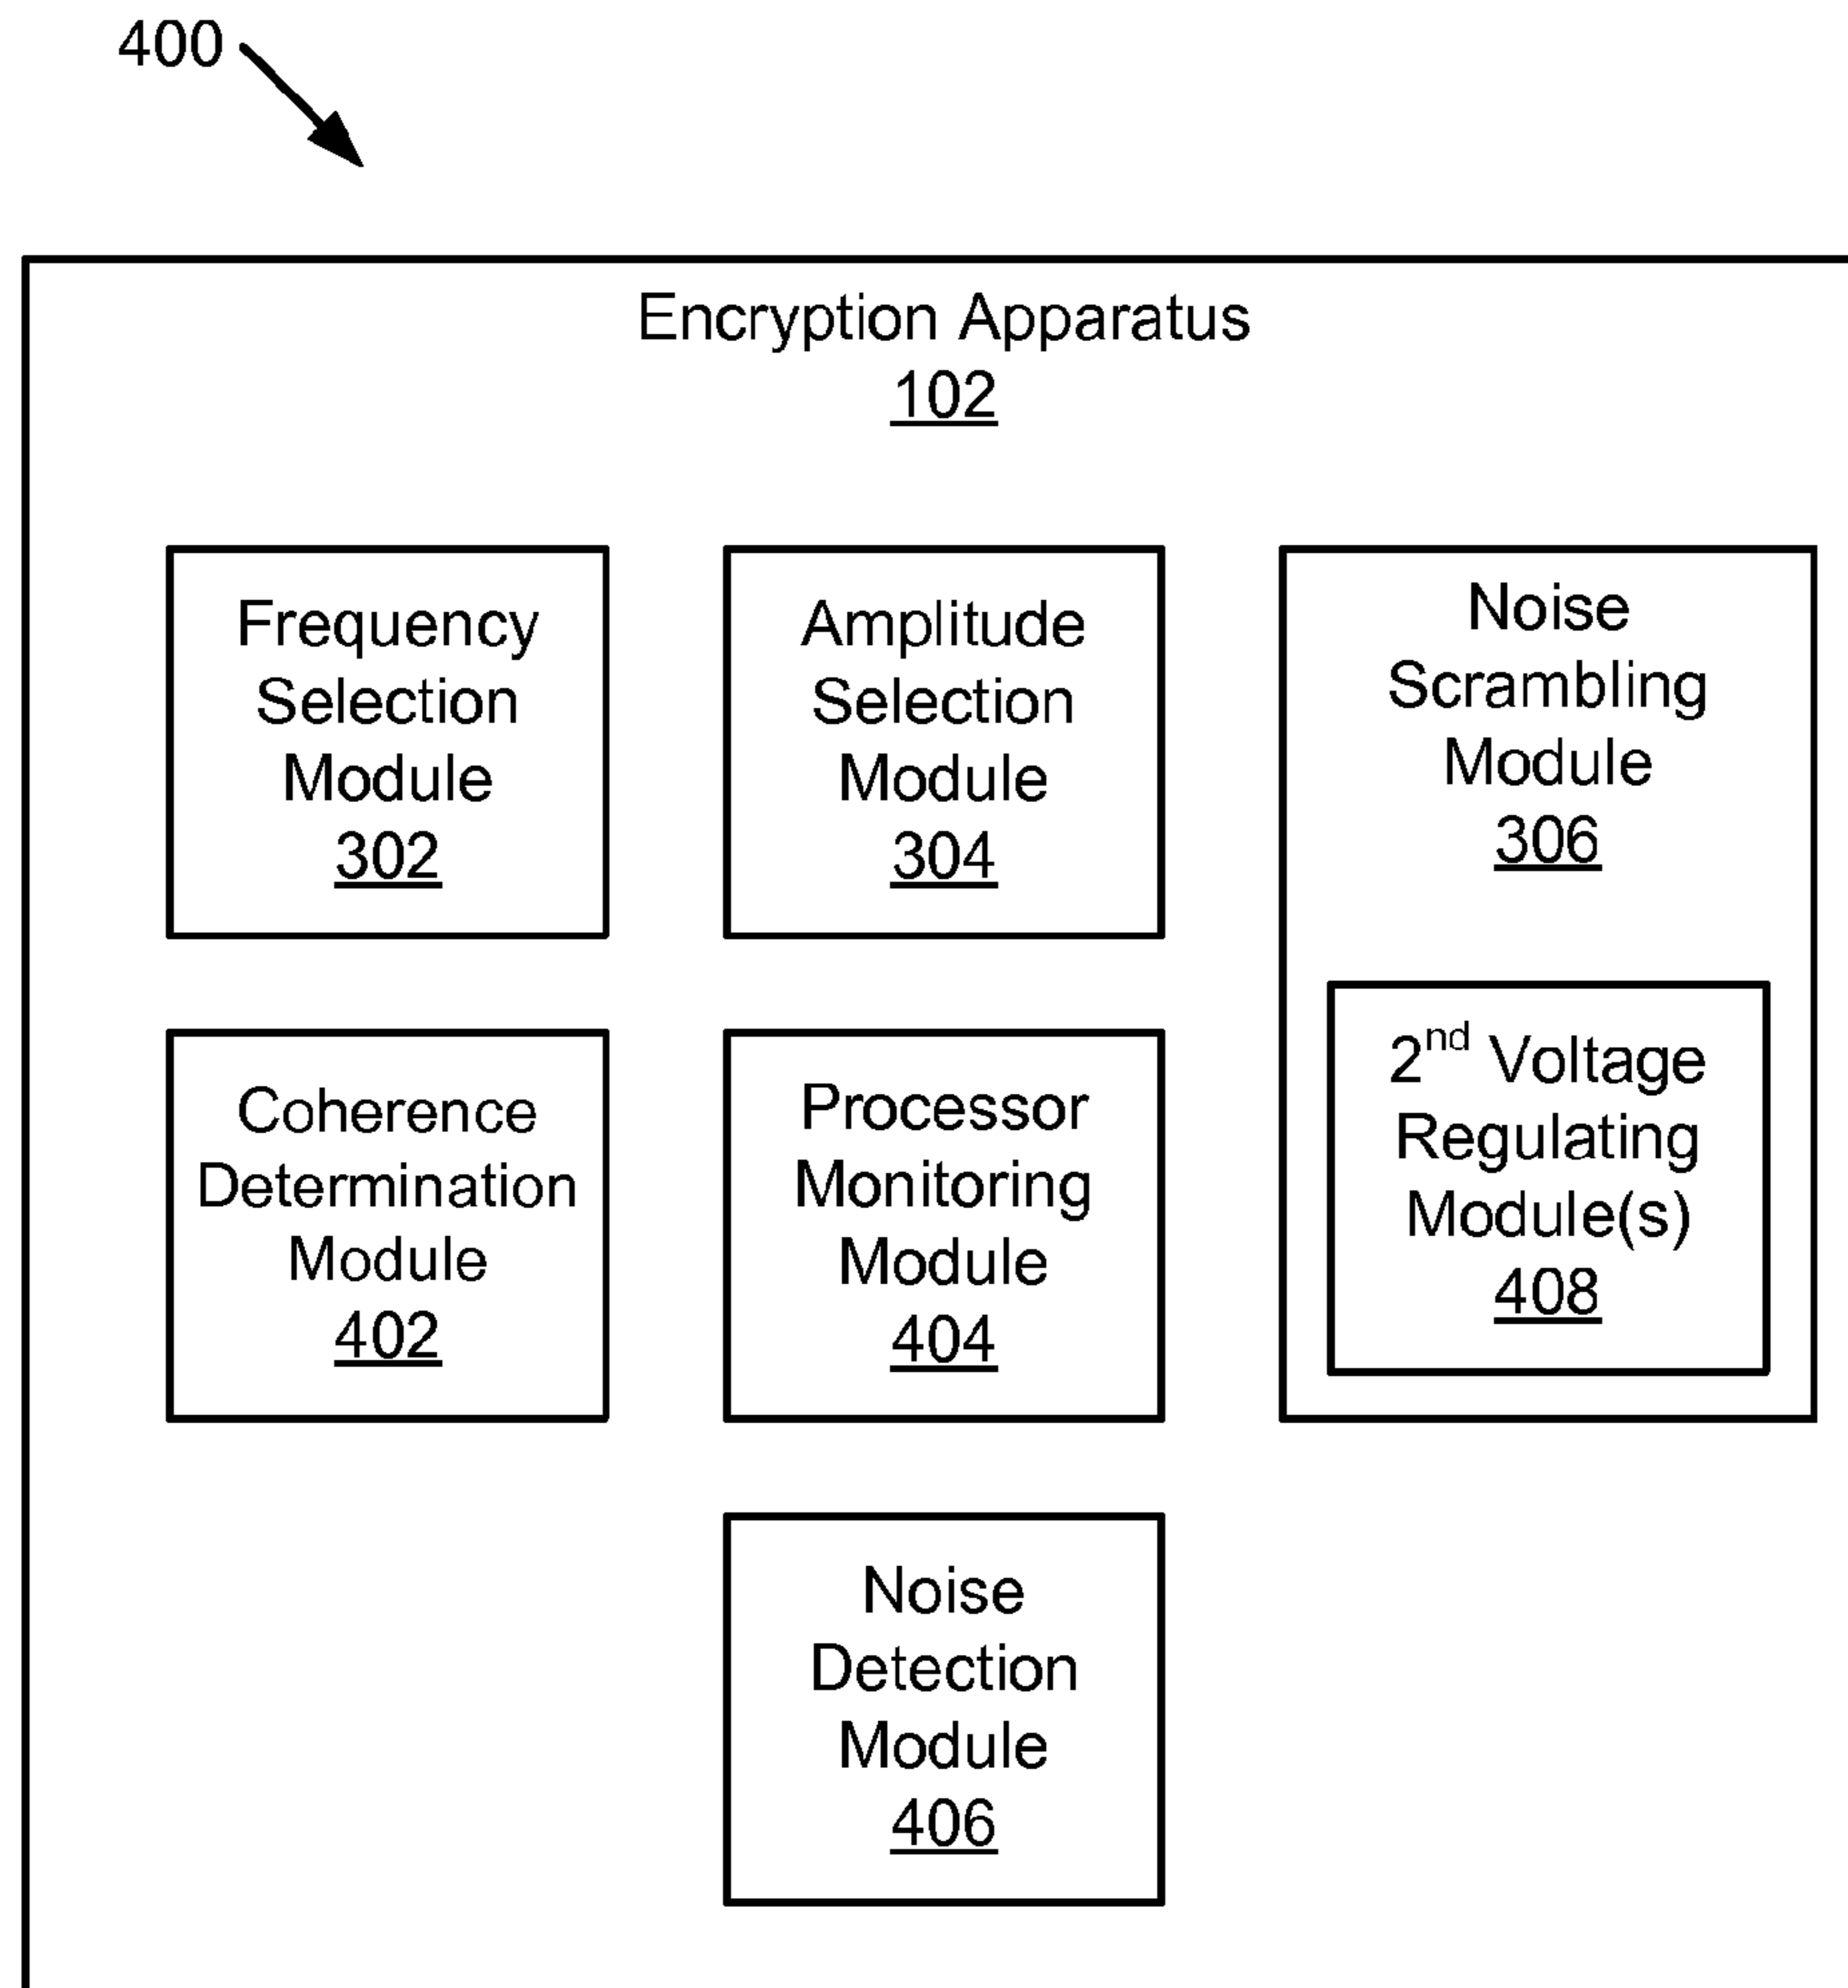 400
Encryption Apparatus
102
Frequency
Selection
Module
302
Amplitude
Selection
Module
304
Noise
Scrambling
Module
306
2nd Voltage
Regulating
Module(s)
408
Coherence
Determination
Module
402
Processor
Monitoring
Module
404
Noise
Detection
Module
406